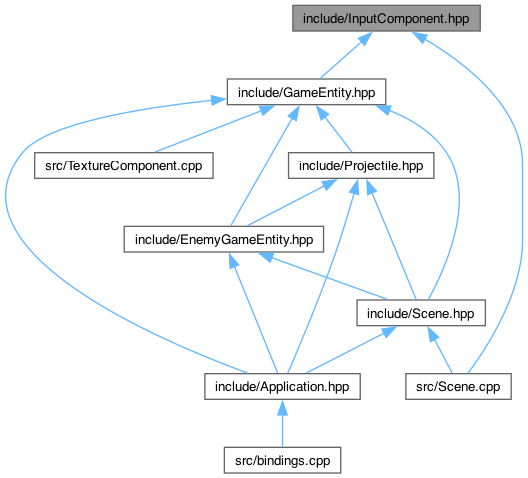 include/InputComponent.hpp
include/GameEntity.hpp
src/TextureComponent.cpp
include/Projectile.hpp
include/EnemyGameEntity.hpp
include/Scene.hpp
include/Application.hpp
src/Scene.cpp
src/bindings.cpp